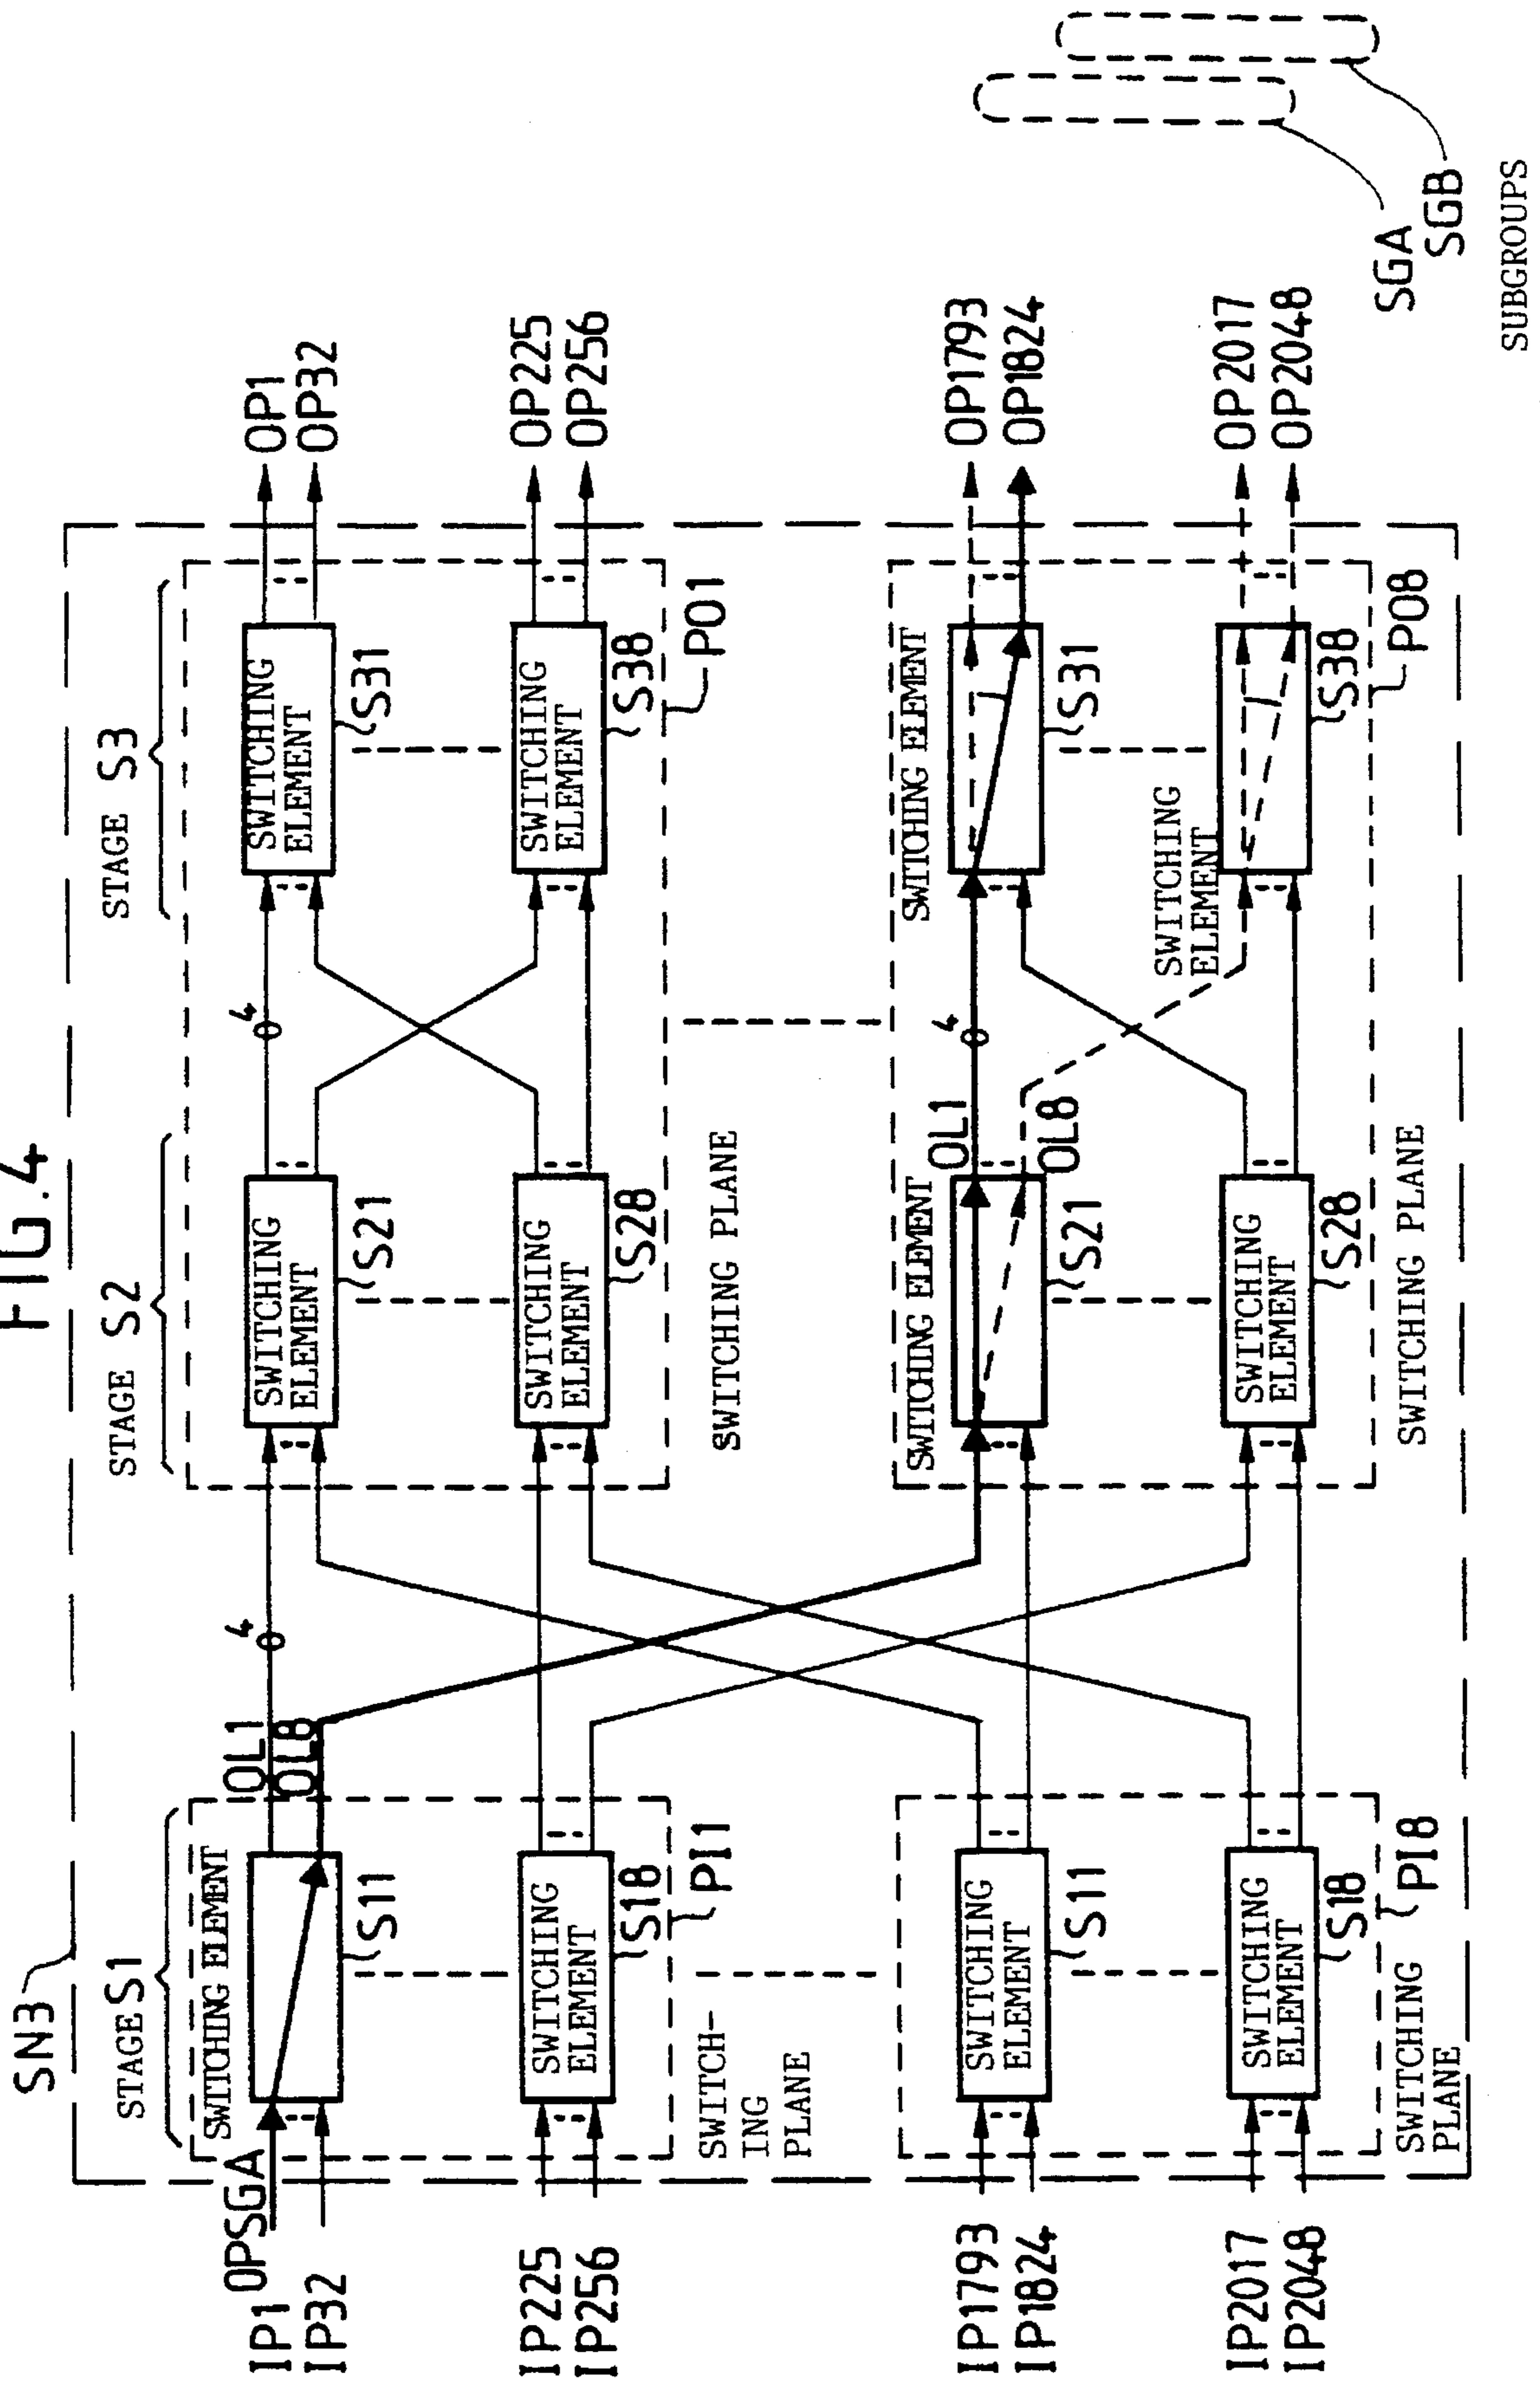 FIG.4
SN3
STAGE S1
STAGE S2
STAGE S3
SWITCHING ELEMENT
OPSGA
IP1
IP32
S11
OL1
OL8
4
SWITCHING
ELEMENT
S21
4
SWITCHING
ELEMENT
S31
OP1
OP32
IP225
IP256
SWITCHING
ELEMENT
S18
PI1
SWITCHING
ELEMENT
S28
SWITCHING
ELEMENT
S38
PO1
OP225
OP256
SWITCH-
ING
PLANE
SWITCHING PLANE
IP1793
IP1824
SWITCHING
ELEMENT
S11
SWITCHING ELEMENT
S21
OL1
OL8
4
SWITCHING ELEMENT
S31
OP1793
OP1824
IP2017
IP2048
SWITCHING
ELEMENT
S18
PI8
SWITCHING
ELEMENT
S28
SWITCHING
ELEMENT
S38
PO8
OP2017
OP2048
SWITCHING
PLANE
SWITCHING PLANE
SGA
SGB
SUBGROUPS